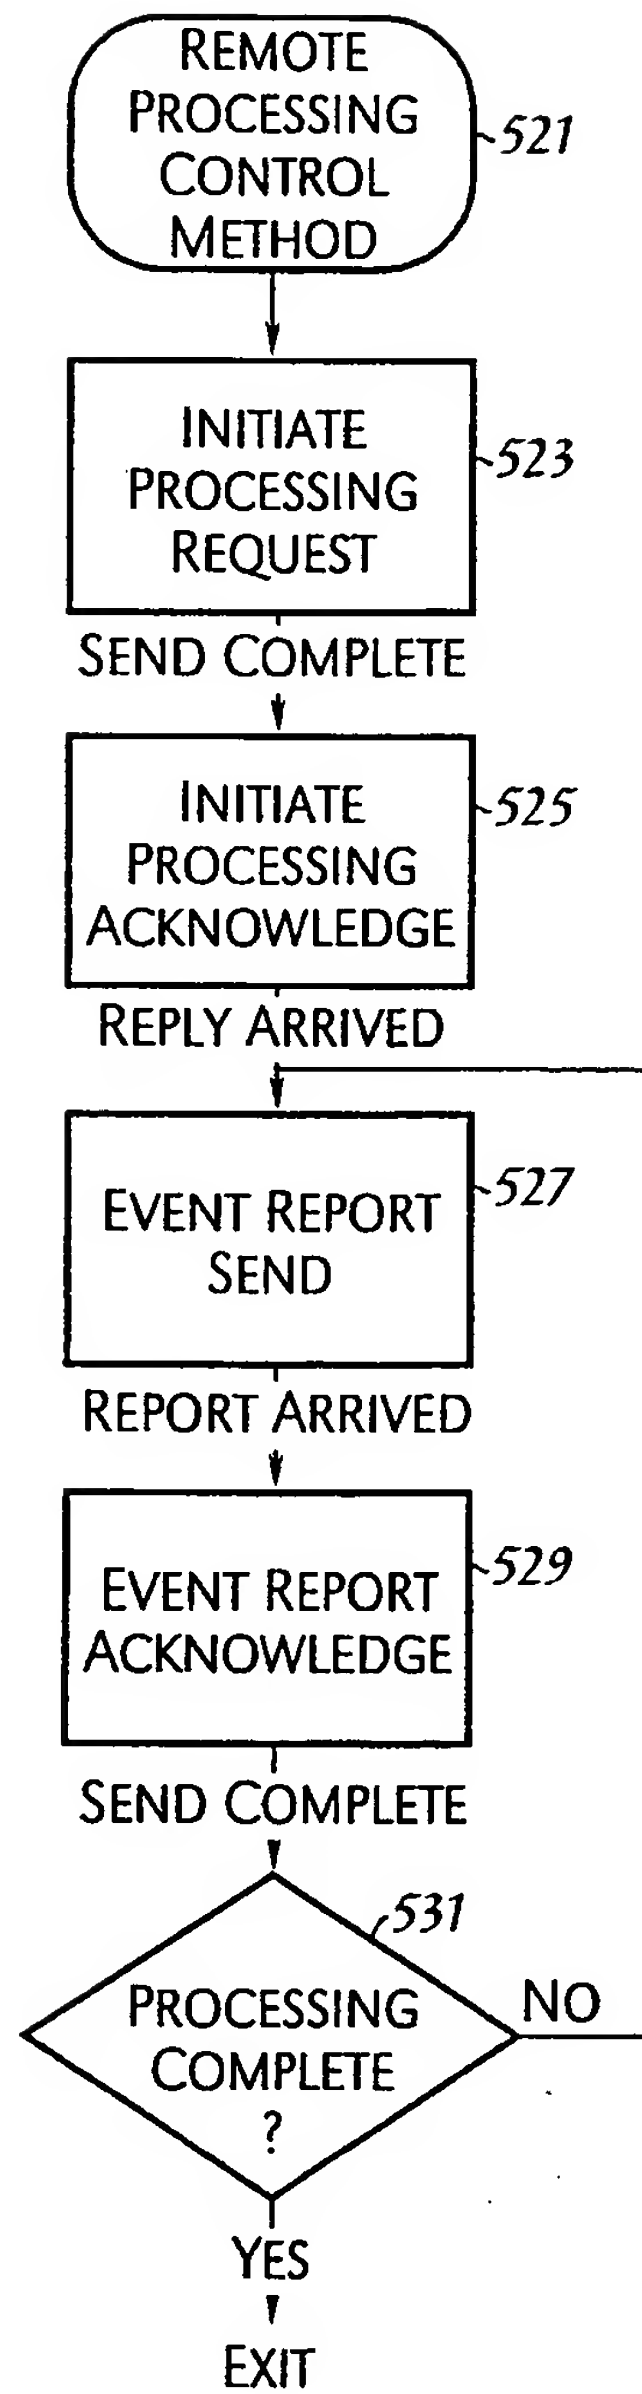 REMOTE
PROCESSING
CONTROL
METHOD
521
INITIATE
PROCESSING
REQUEST
523
SEND COMPLETE
INITIATE
PROCESSING
ACKNOWLEDGE
525
REPLY ARRIVED
EVENT REPORT
SEND
527
REPORT ARRIVED
EVENT REPORT
ACKNOWLEDGE
529
SEND COMPLETE
531
PROCESSING
COMPLETE
?
NO
YES
EXIT